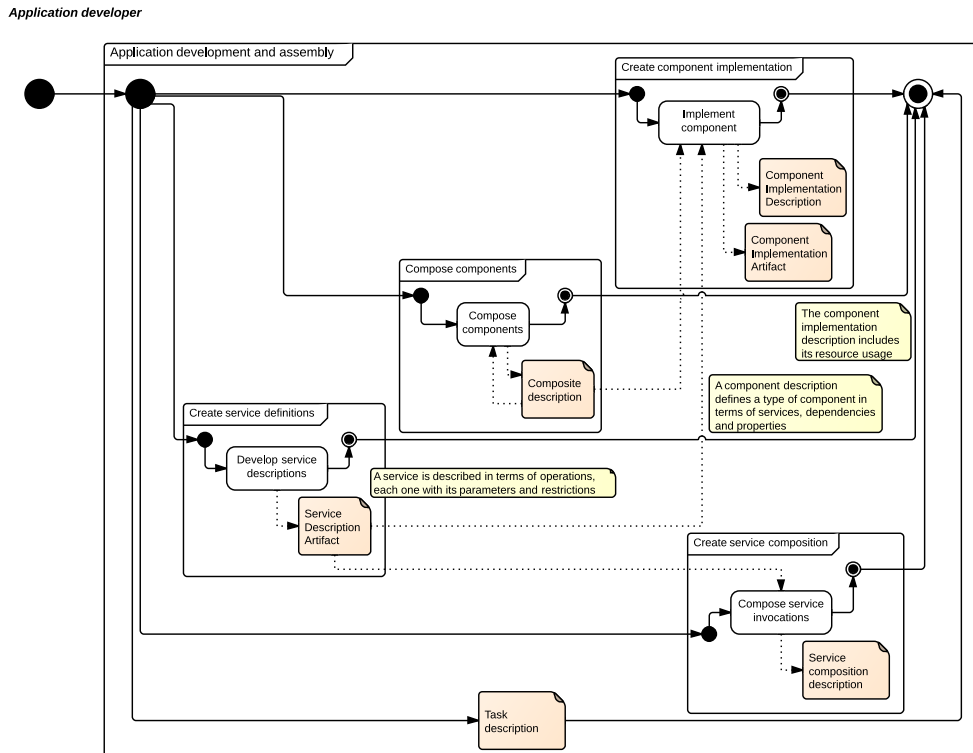 Application developer
Application development and assembly
Create component implementation
Implement
component
Component
Implementation
Description
Component
Implementation
Artifact
Compose components
Compose
components
Composite
description
The component
implementation
description includes
its resource usage
A component description
defines a type of component in
terms of services, dependencies
and properties
Create service definitions
Develop service
descriptions
A service is described in terms of operations,
each one with its parameters and restrictions
Service
Description
Artifact
Create service composition
Compose service
invocations
Service
composition
description
Task
description